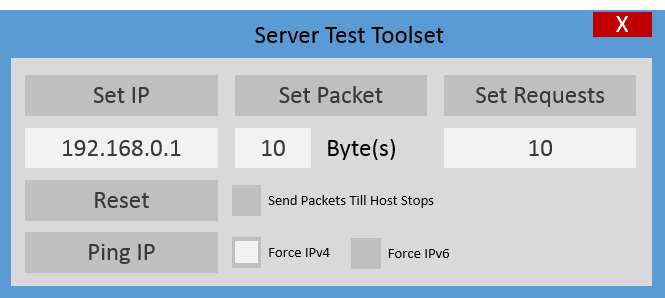 Server Test Toolset
X
Set IP
Set Packet
Set Requests
192.168.0.1
10
Byte(s)
10
Reset
Send Packets Till Host Stops
Ping IP
Force IPv4
Force IPv6